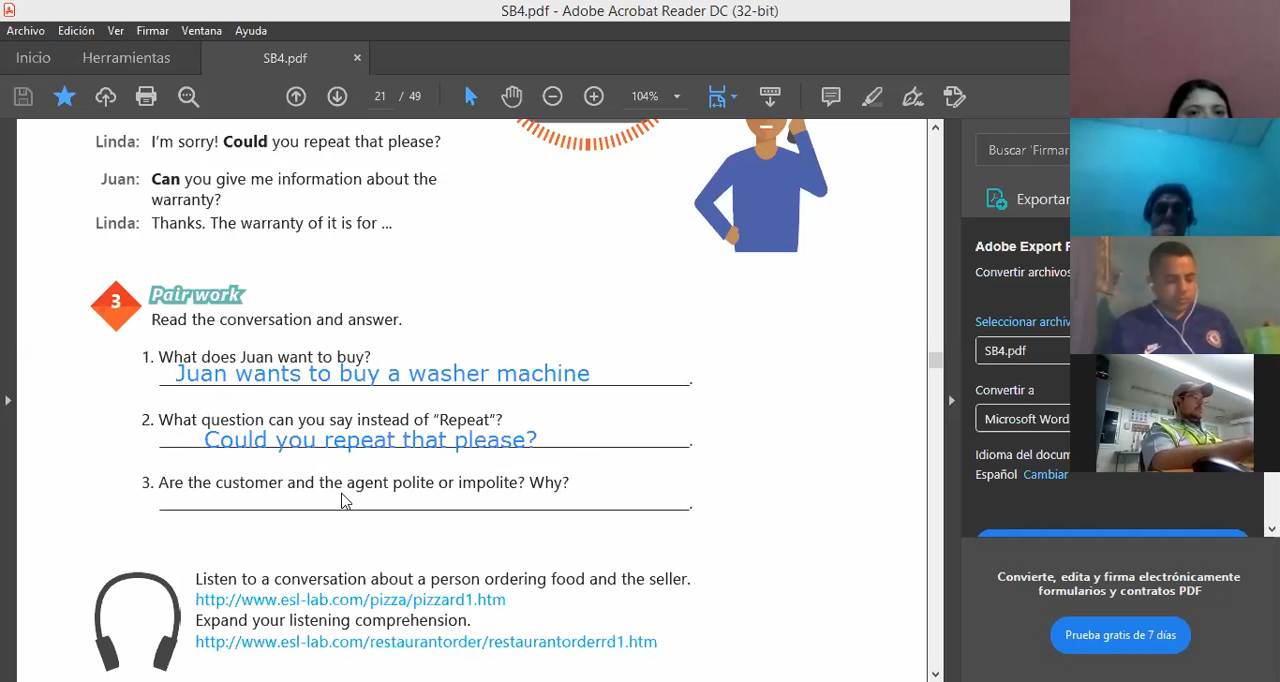 SB4.pdf - Adobe Acrobat Reader DC (32-bit)
Archivo Edición Ver Firmar Ventana Ayuda
Inicio Herramientas SB4.pdf ×
21 / 49 104%
Linda: I'm sorry! Could you repeat that please?
Juan: Can you give me information about the
warranty?
Linda: Thanks. The warranty of it is for ...
3 Pair work
Read the conversation and answer.
1. What does Juan want to buy?
Juan wants to buy a washer machine
2. What question can you say instead of “Repeat”?
Could you repeat that please?
3. Are the customer and the agent polite or impolite? Why?
Listen to a conversation about a person ordering food and the seller.
http://www.esl-lab.com/pizza/pizzard1.htm
Expand your listening comprehension.
http://www.esl-lab.com/restaurantorder/restaurantorderrd1.htm
Buscar 'Firmar
Exportar
Adobe Export P
Convertir archivos
Seleccionar archiv
SB4.pdf
Convertir a
Microsoft Word
Idioma del docum
Español Cambiar
Convierte, edita y firma electrónicamente
formularios y contratos PDF
Prueba gratis de 7 días